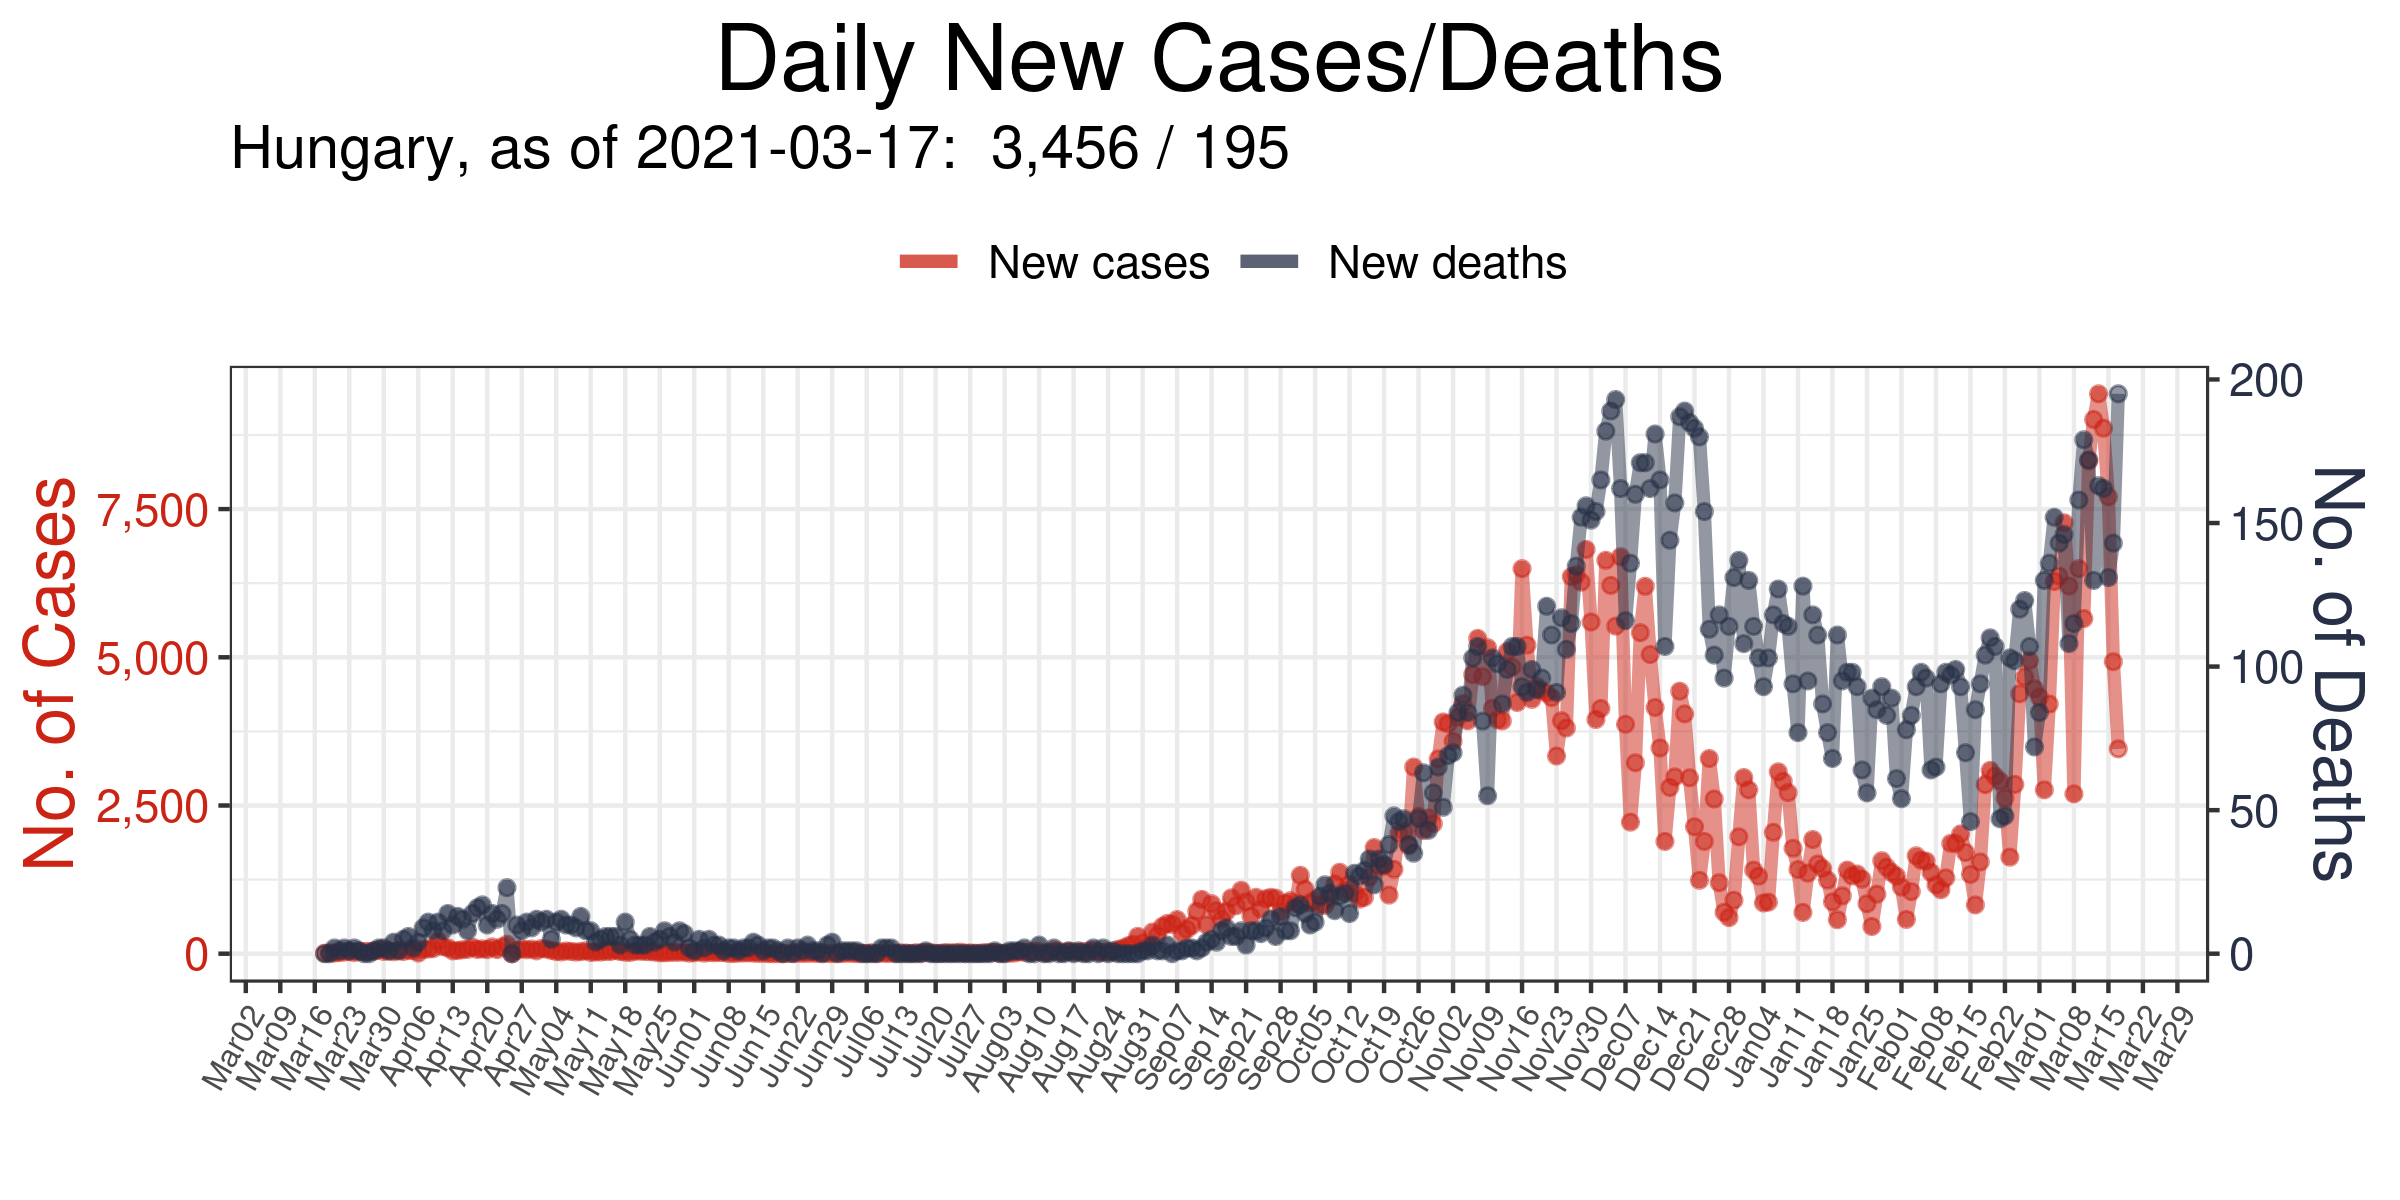 Daily New Cases/Deaths
Hungary, as of 2021-03-17:  3,456 / 195
New cases
New deaths
No. of Cases
7,500
5,000
2,500
0
200
150
100
50
0
No. of Deaths
Mar02
Mar09
Mar16
Mar23
Mar30
Apr06
Apr13
Apr20
Apr27
May04
May11
May18
May25
Jun01
Jun08
Jun15
Jun22
Jun29
Jul06
Jul13
Jul20
Jul27
Aug03
Aug10
Aug17
Aug24
Aug31
Sep07
Sep14
Sep21
Sep28
Oct05
Oct12
Oct19
Oct26
Nov02
Nov09
Nov16
Nov23
Nov30
Dec07
Dec14
Dec21
Dec28
Jan04
Jan11
Jan18
Jan25
Feb01
Feb08
Feb15
Feb22
Mar01
Mar08
Mar15
Mar22
Mar29